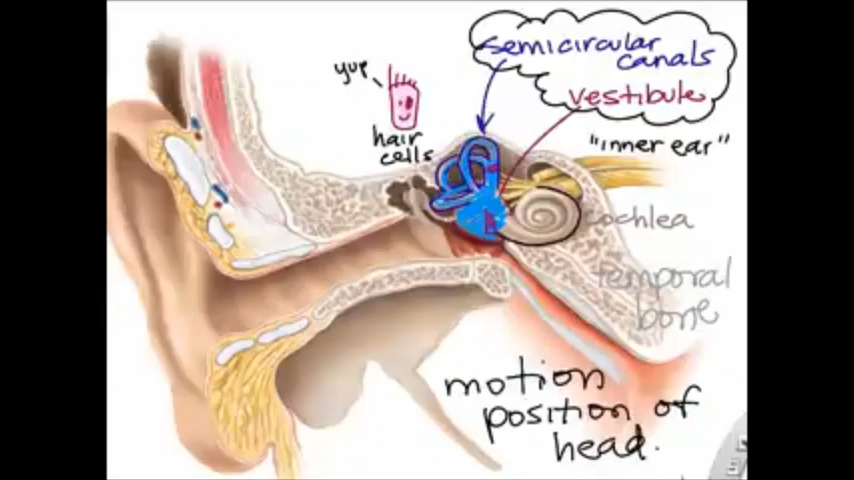 semicircular
canals
vestibule
yup
hair
cells
"inner ear"
cochlea
temporal
bone
motion
position of
head.